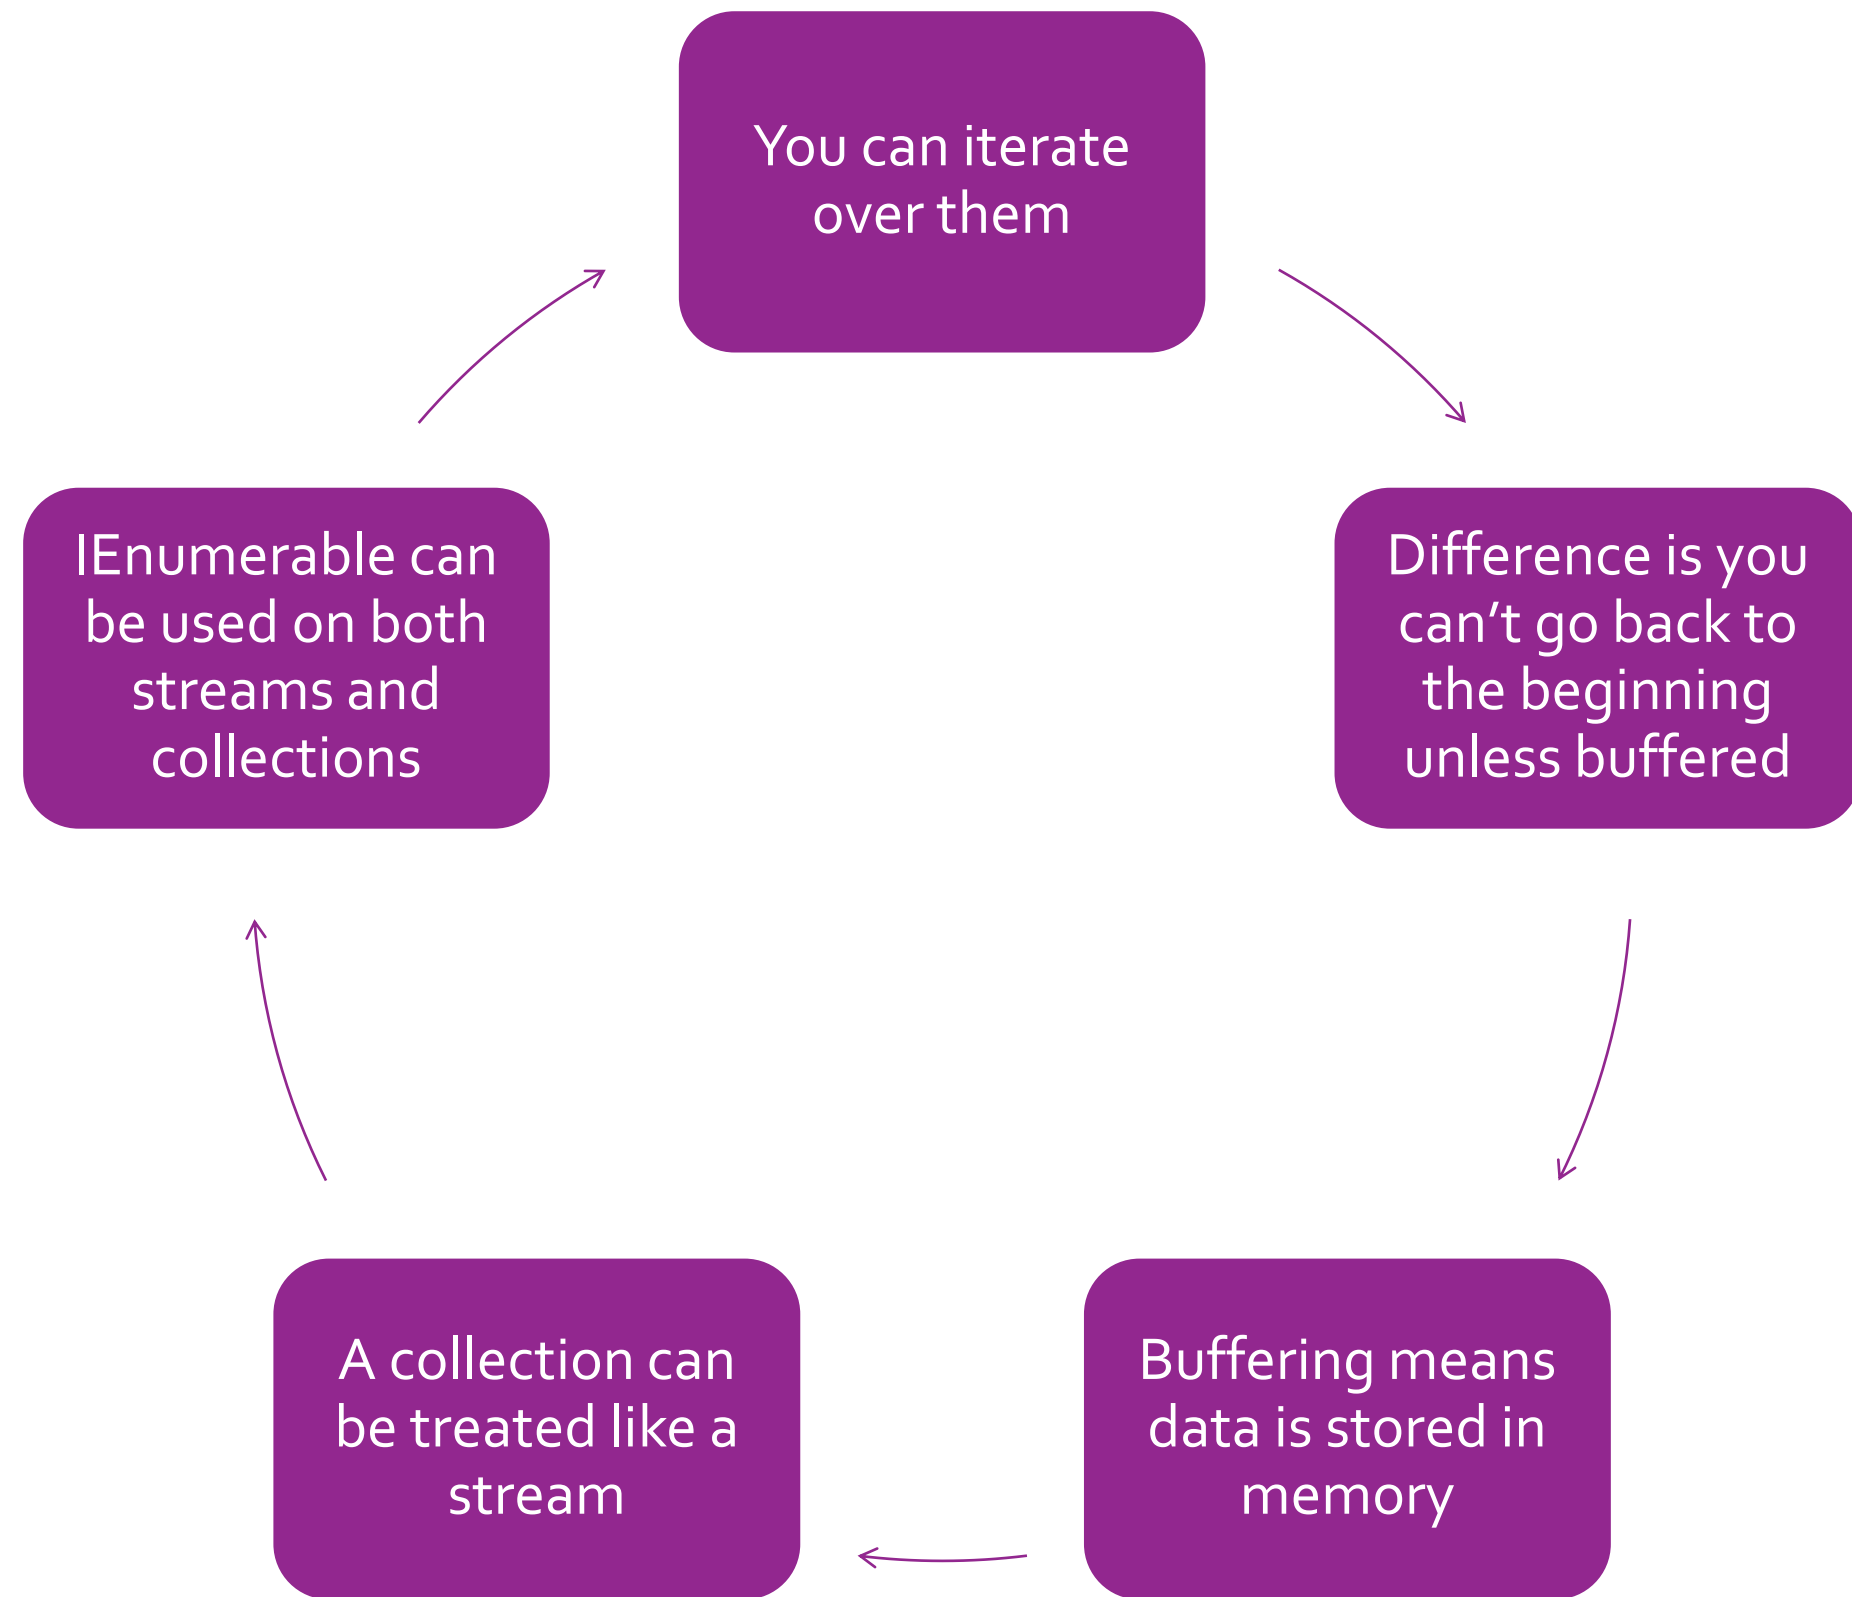 You can iterate
over them
Difference is you
can’t go back to
the beginning
unless buffered
Buffering means
data is stored in
memory
A collection can
be treated like a
stream
IEnumerable can
be used on both
streams and
collections